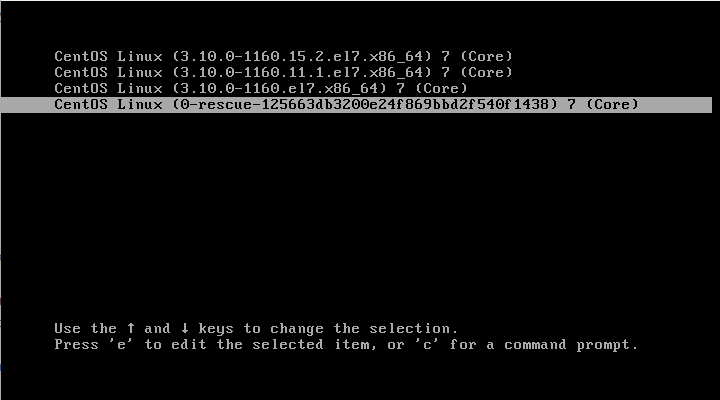 CentOS Linux (3.10.0-1160.15.2.el7.x86_64) 7 (Core)
CentOS Linux (3.10.0-1160.11.1.el7.x86_64) 7 (Core)
CentOS Linux (3.10.0-1160.el7.x86_64) 7 (Core)
CentOS Linux (0-rescue-125663db3200e24f869bbd2f540f1438) 7 (Core)
Use the ↑ and ↓ keys to change the selection.
Press 'e' to edit the selected item, or 'c' for a command prompt.